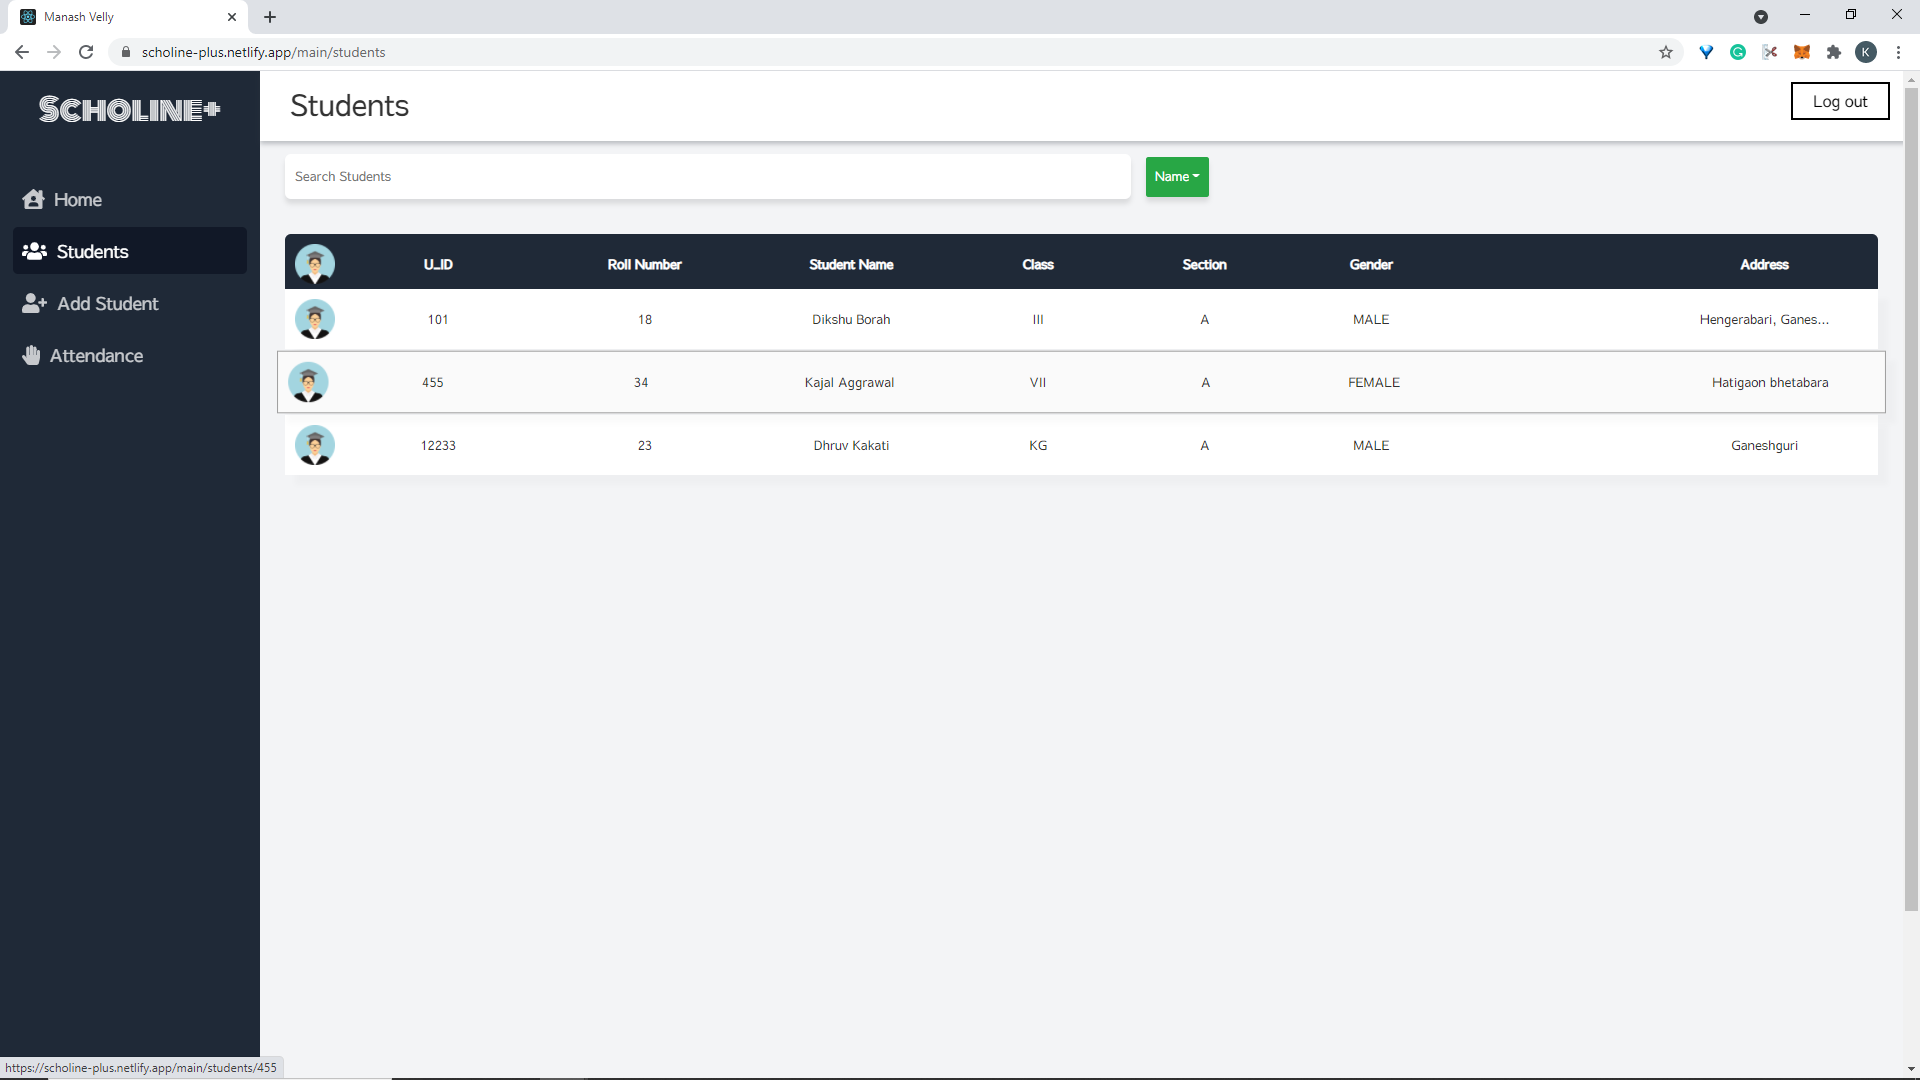 Manash Velly
scholine-plus.netlify.app/main/students
K
SCHOLINE+
Students
Log out
Home
Students
Add Student
Attendance
Search Students
Name
U_ID Roll Number Student Name Class Section Gender Address
101 18 Dikshu Borah III A MALE Hengerabari, Ganes...
455 34 Kajal Aggrawal VII A FEMALE Hatigaon bhetabara
12233 23 Dhruv Kakati KG A MALE Ganeshguri
https://scholine-plus.netlify.app/main/students/455